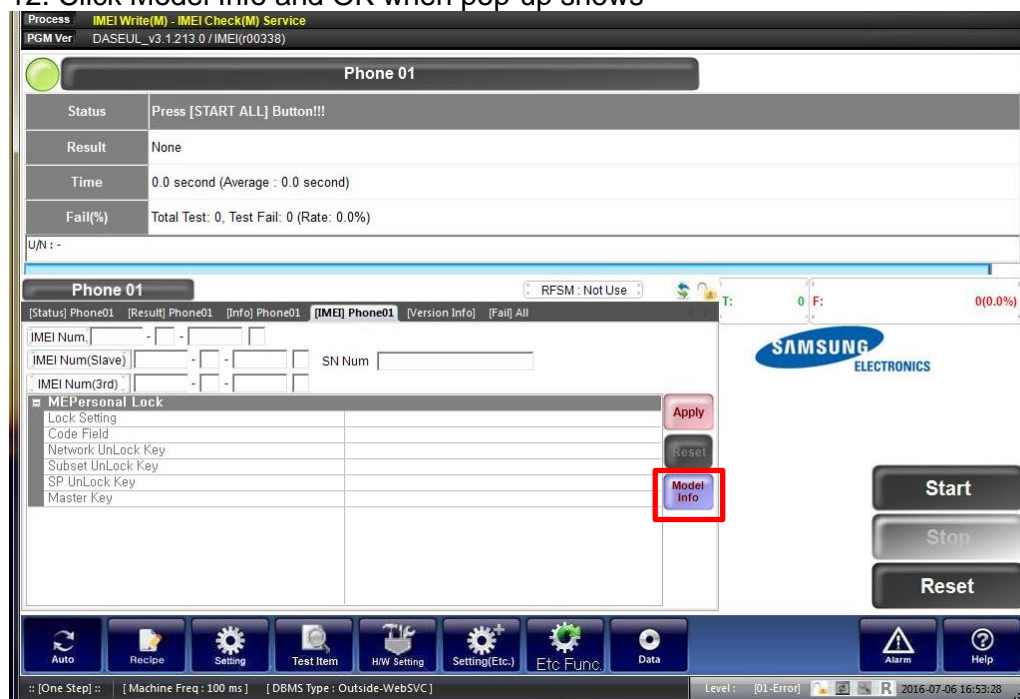 12. Click Model Info and OK when pop-up shows
Process IMEI Write(M) - IMEI Check(M) Service
PGM Ver DASEUL_v3.1.213.0 / IMEI(r00338)
Phone 01
Status Press [START ALL] Button!!!
Result None
Time 0.0 second (Average : 0.0 second)
Fail(%) Total Test: 0, Test Fail: 0 (Rate: 0.0%)
U/N : -
Phone 01 RFSM : Not Use
T: 0 F: 0(0.0%)
[Status] Phone01 [Result] Phone01 [Info] Phone01 [IMEI] Phone01 [Version Info] [Fail] All
IMEI Num. - -
IMEI Num(Slave) - - SN Num
IMEI Num(3rd) - -
SAMSUNG
ELECTRONICS
MEPersonal Lock
Lock Setting
Code Field
Network UnLock Key
Subset UnLock Key
SP UnLock Key
Master Key
Apply
Reset
Model
Info
Start
Stop
Reset
Auto Recipe Setting Test Item H/W Setting Setting(Etc.) Etc Func. Data Alarm Help
:: [One Step] :: [Machine Freq : 100 ms] [DBMS Type : Outside-WebSVC] Level : [01-Error] R 2016-07-06 16:53:28